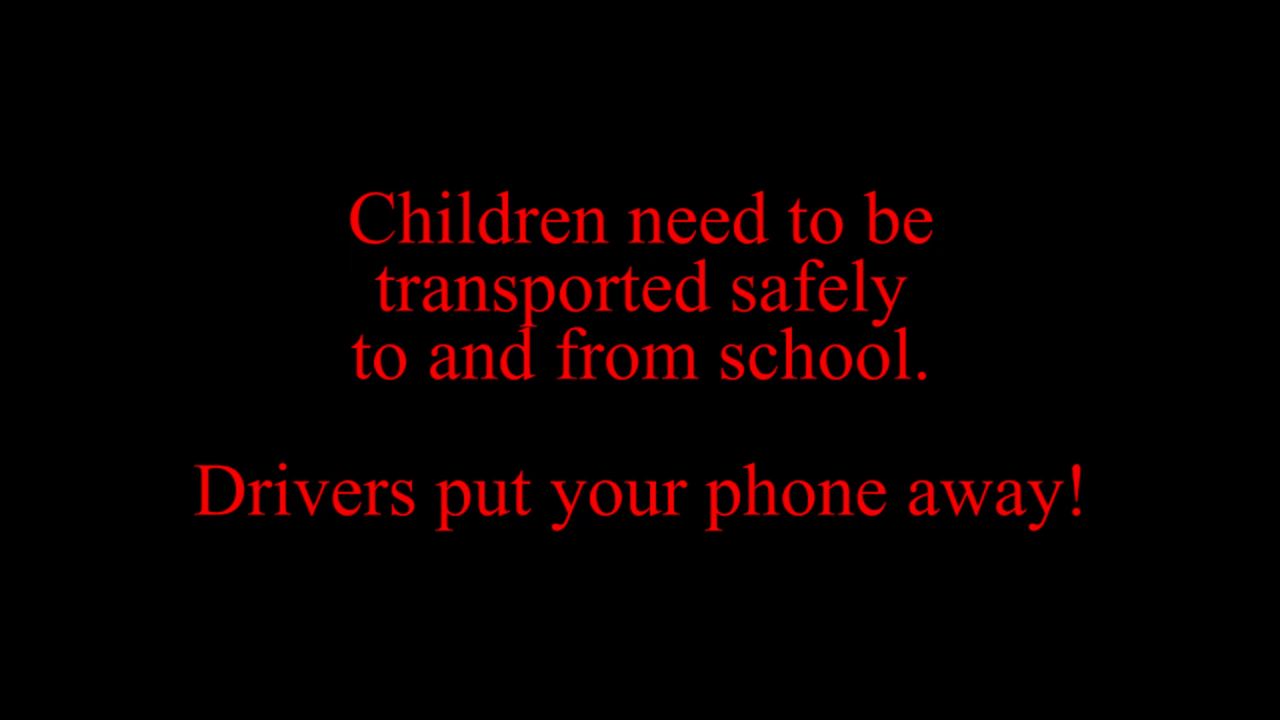 Children need to be
transported safely
to and from school.
Drivers put your phone away!